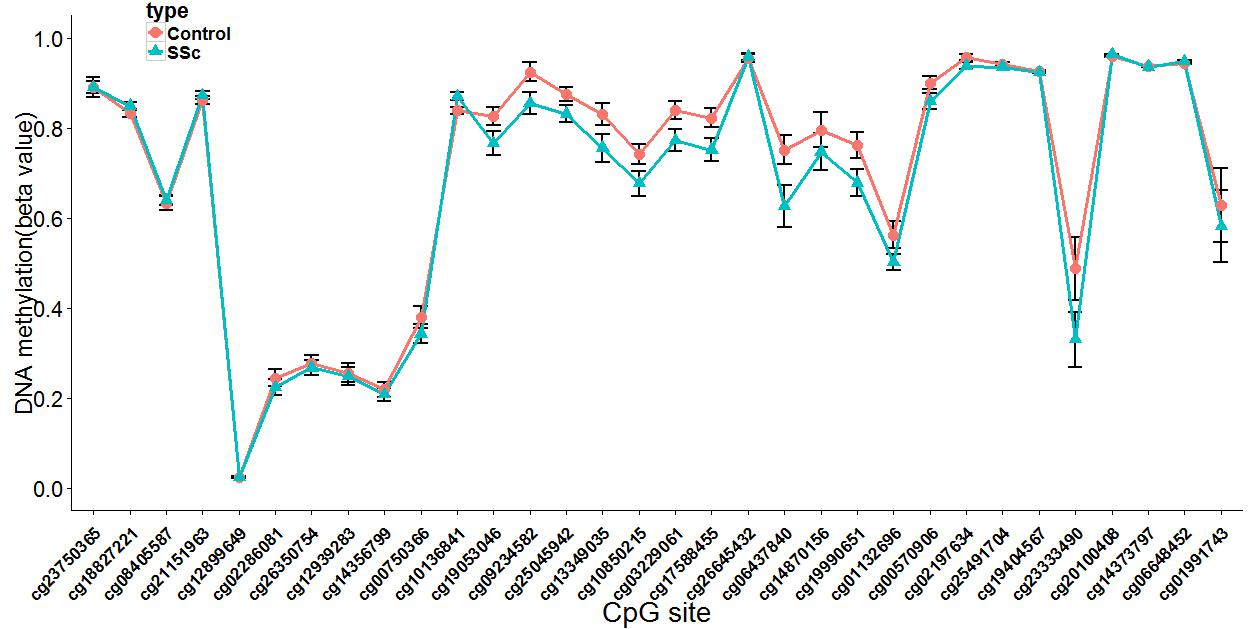 type
Control
SSc
DNA methylation(beta value)
1.0
0.8
0.6
0.4
0.2
0.0
cg23750365
cg18827221
cg08405587
cg21151963
cg12899649
cg02286081
cg26350754
cg12939283
cg14356799
cg00750366
cg10136841
cg19053046
cg09234582
cg25045942
cg13349035
cg10850215
cg03229061
cg17588455
cg26645432
cg06437840
cg14870156
cg19990651
cg01132696
cg00570906
cg02197634
cg25491704
cg19404567
cg23333490
cg20100408
cg14373797
cg06648452
cg01991743
CpG site